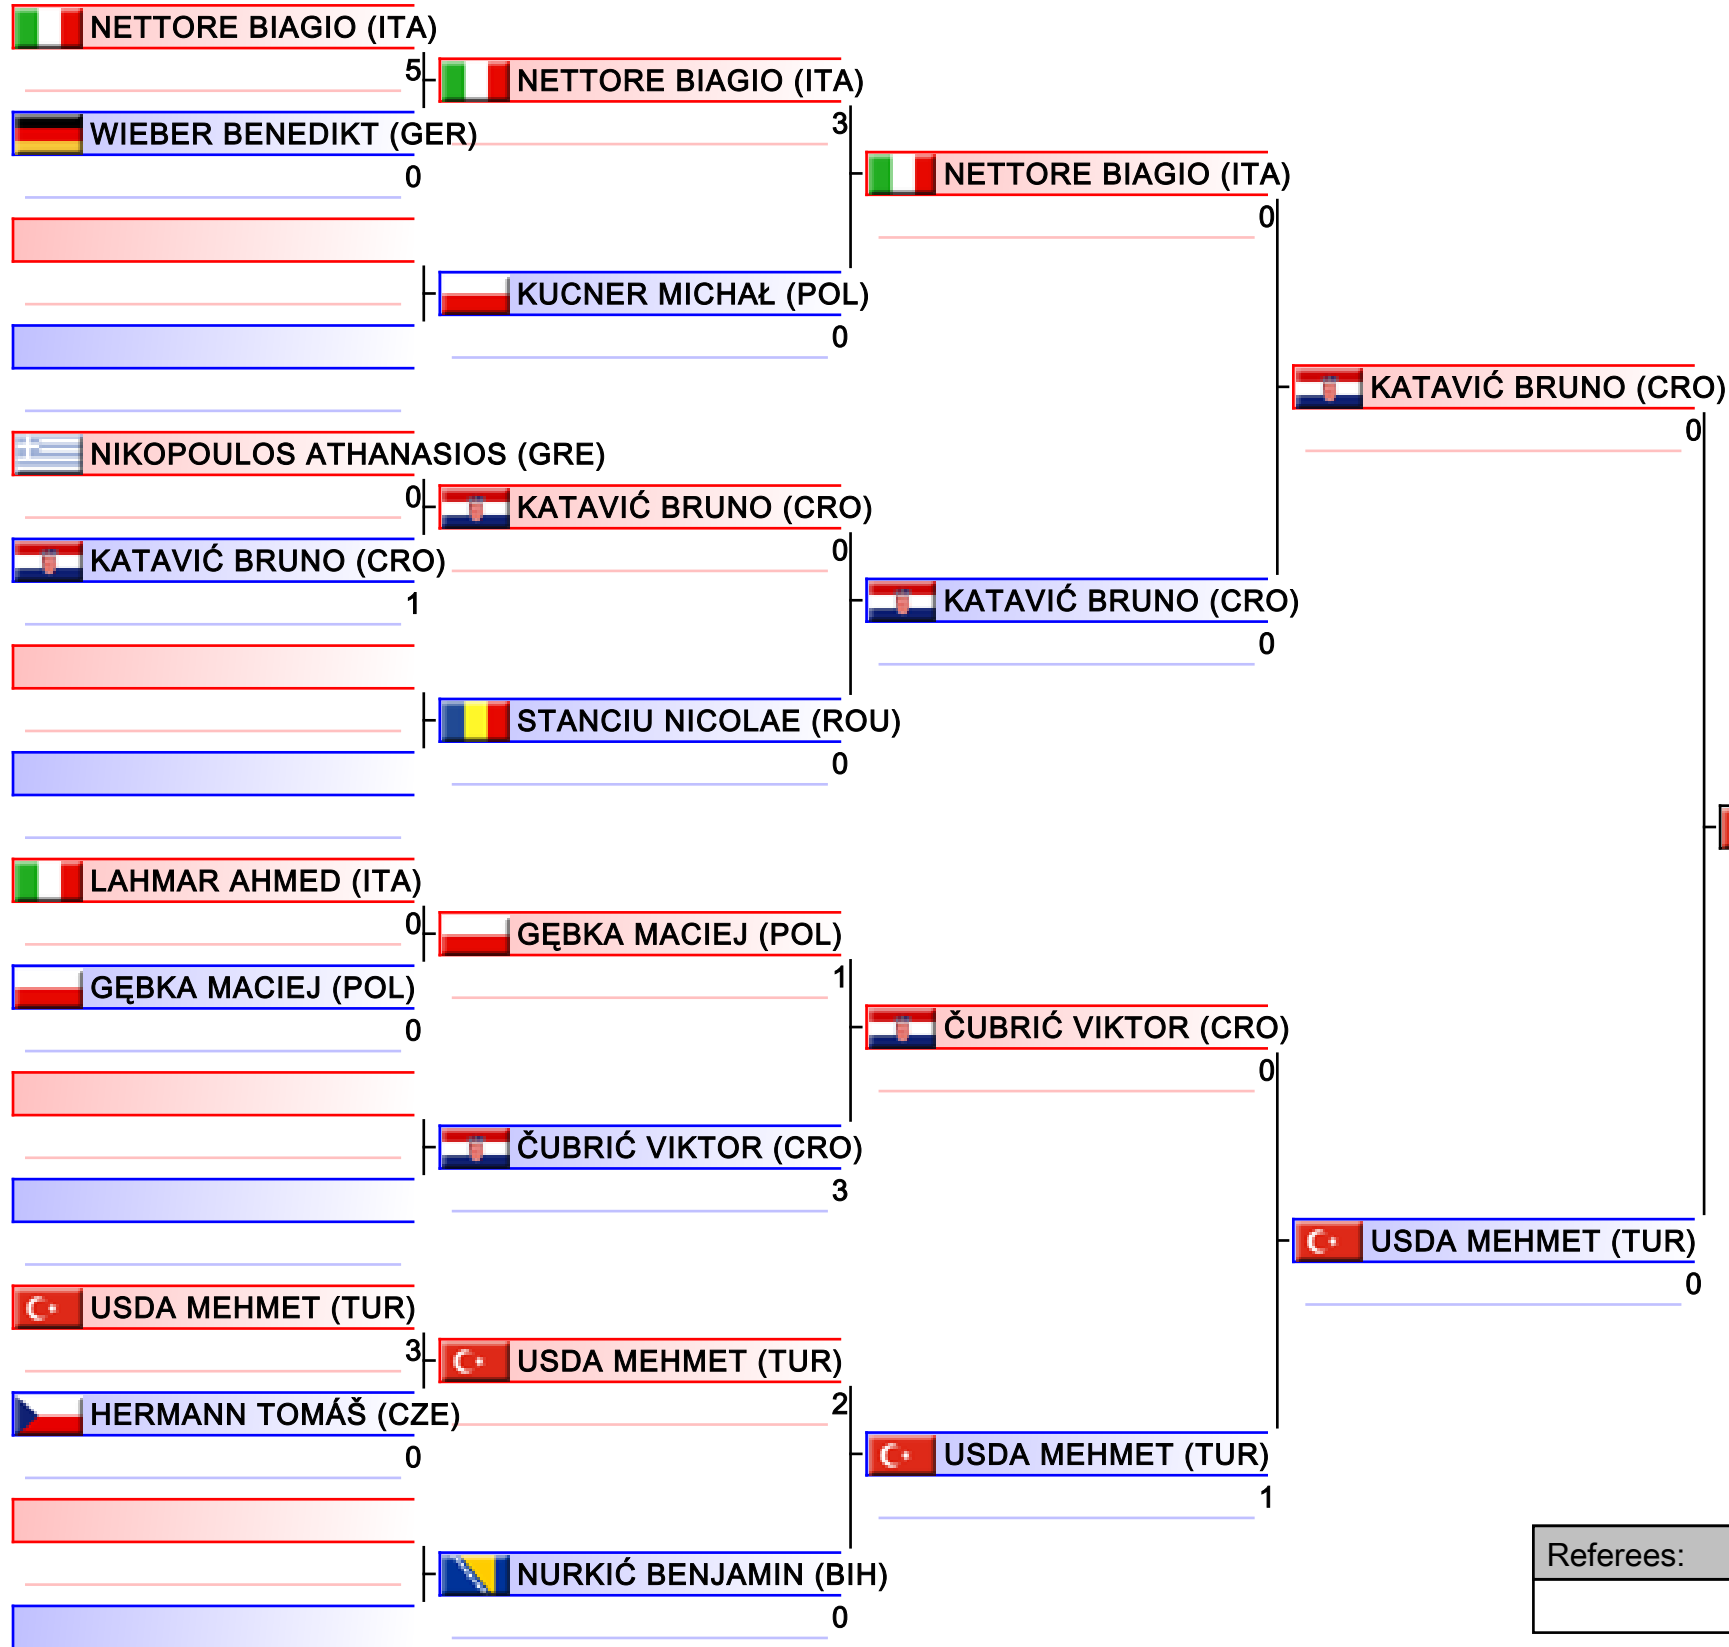 NETTORE BIAGIO (ITA)
5
NETTORE BIAGIO (ITA)
3
WIEBER BENEDIKT (GER)
0
NETTORE BIAGIO (ITA)
0
KUCNER MICHAŁ (POL)
0
KATAVIĆ BRUNO (CRO)
0
NIKOPOULOS ATHANASIOS (GRE)
0
KATAVIĆ BRUNO (CRO)
0
KATAVIĆ BRUNO (CRO)
1
KATAVIĆ BRUNO (CRO)
0
STANCIU NICOLAE (ROU)
0
LAHMAR AHMED (ITA)
0
GĘBKA MACIEJ (POL)
1
GĘBKA MACIEJ (POL)
0
ČUBRIĆ VIKTOR (CRO)
0
ČUBRIĆ VIKTOR (CRO)
3
USDA MEHMET (TUR)
0
USDA MEHMET (TUR)
3
USDA MEHMET (TUR)
2
HERMANN TOMÁŠ (CZE)
0
USDA MEHMET (TUR)
1
NURKIĆ BENJAMIN (BIH)
0
Referees: